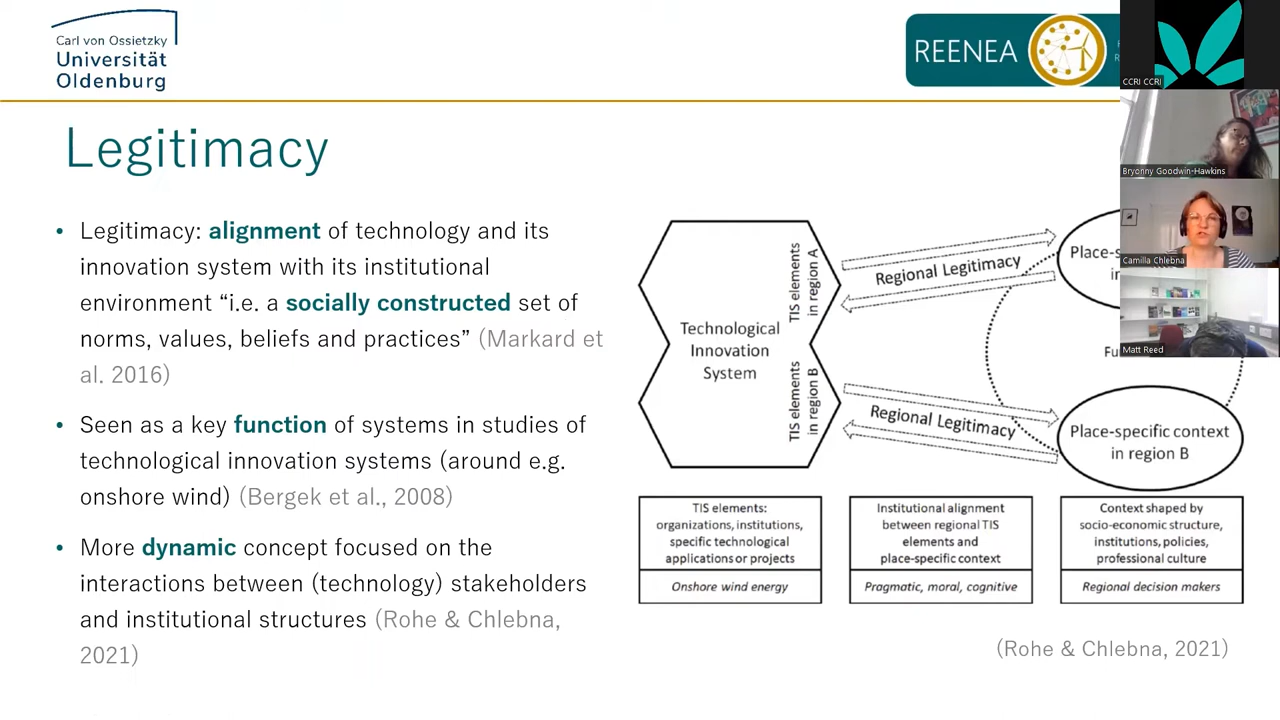 Carl von Ossietzky
Universität
Oldenburg
REENEA
CCRI CCRI
Bryonny Goodwin-Hawkins
Camilla Chlebna
Matt Reed
Legitimacy
• Legitimacy: alignment of technology and its
innovation system with its institutional
environment “i.e. a socially constructed set of
norms, values, beliefs and practices” (Markard et
al. 2016)
• Seen as a key function of systems in studies of
technological innovation systems (around e.g.
onshore wind) (Bergek et al., 2008)
• More dynamic concept focused on the
interactions between (technology) stakeholders
and institutional structures (Rohe & Chlebna,
2021)
Technological
Innovation
System
TIS elements
in region A
TIS elements
in region B
Regional Legitimacy
Regional Legitimacy
Place-s
in
Fu
Place-specific context
in region B
TIS elements:
organizations, institutions,
specific technological
applications or projects
Onshore wind energy
Institutional alignment
between regional TIS
elements and
place-specific context
Pragmatic, moral, cognitive
Context shaped by
socio-economic structure,
institutions, policies,
professional culture
Regional decision makers
(Rohe & Chlebna, 2021)